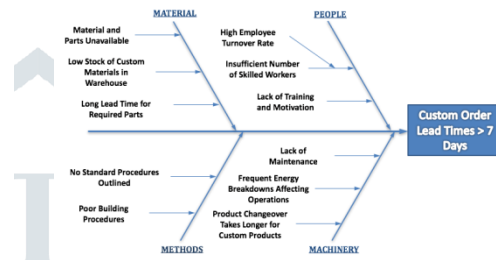 MATERIAL
Material and
Parts Unavailable
Low Stock of Custom
Materials in
Warehouse
Long Lead Time for
Required Parts
PEOPLE
High Employee
Turnover Rate
Insufficient Number
of Skilled Workers
Lack of Training
and Motivation
Custom Order
Lead Times > 7
Days
No Standard Procedures
Outlined
Poor Building
Procedures
METHODS
Lack of
Maintenance
Frequent Energy
Breakdowns Affecting
Operations
Product Changeover
Takes Longer for
Custom Products
MACHINERY